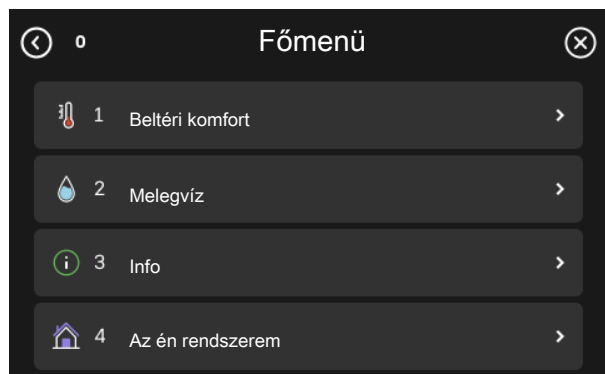 0 Főmenü
1 Beltéri komfort
2 Melegvíz
3 Info
4 Az én rendszerem